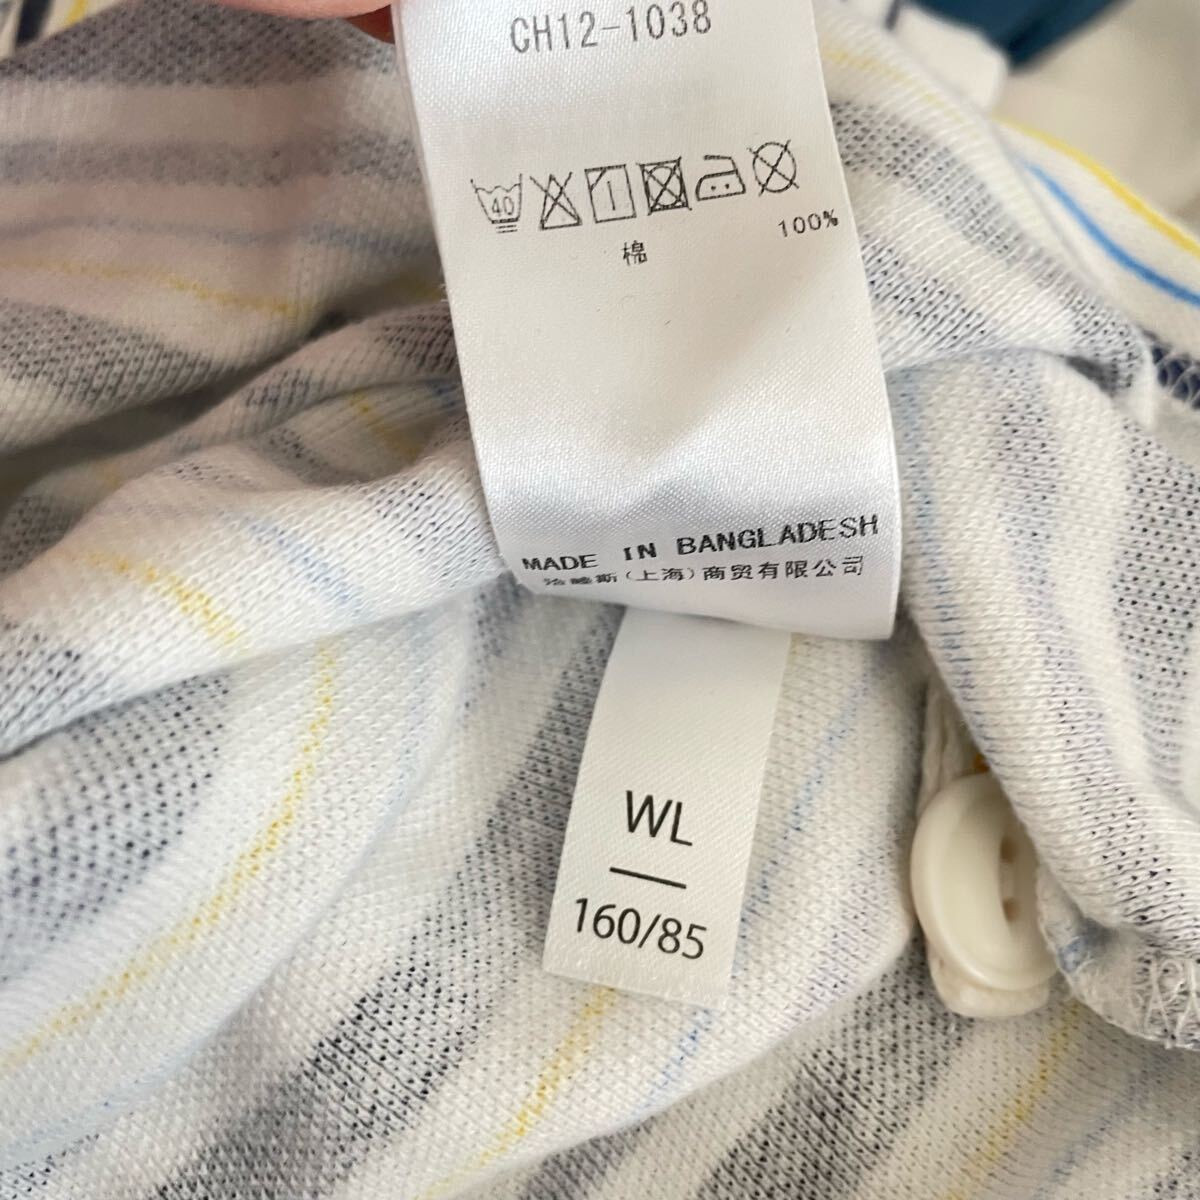 CH12-1038
40
棉 100%
MADE IN BANGLADESH
斯(上海)商贸有限公司
WL
160/85